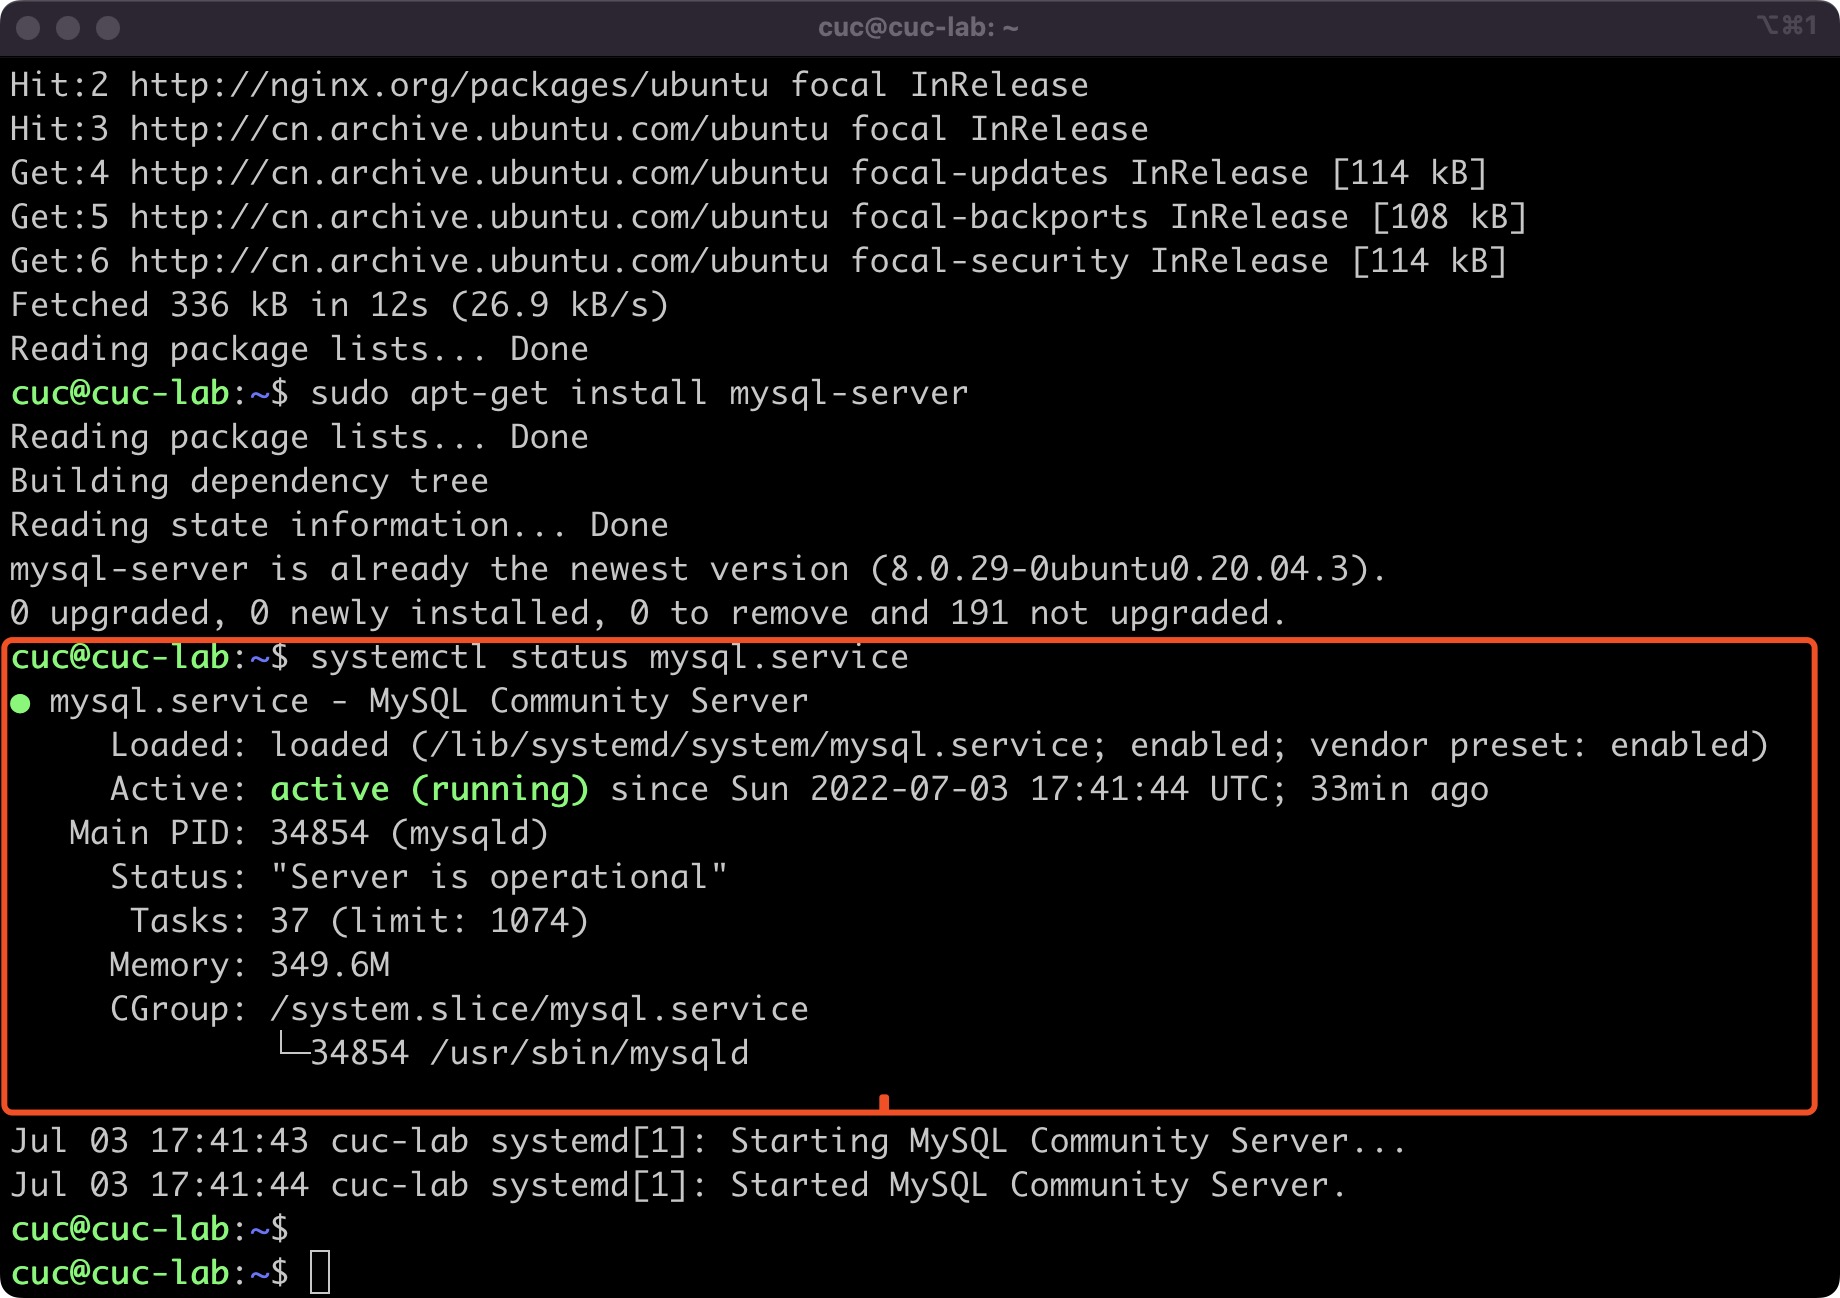 cuc@cuc-lab: ~
⌥⌘1
Hit:2 http://nginx.org/packages/ubuntu focal InRelease
Hit:3 http://cn.archive.ubuntu.com/ubuntu focal InRelease
Get:4 http://cn.archive.ubuntu.com/ubuntu focal-updates InRelease [114 kB]
Get:5 http://cn.archive.ubuntu.com/ubuntu focal-backports InRelease [108 kB]
Get:6 http://cn.archive.ubuntu.com/ubuntu focal-security InRelease [114 kB]
Fetched 336 kB in 12s (26.9 kB/s)
Reading package lists... Done
cuc@cuc-lab:~$ sudo apt-get install mysql-server
Reading package lists... Done
Building dependency tree
Reading state information... Done
mysql-server is already the newest version (8.0.29-0ubuntu0.20.04.3).
0 upgraded, 0 newly installed, 0 to remove and 191 not upgraded.
cuc@cuc-lab:~$ systemctl status mysql.service
● mysql.service - MySQL Community Server
     Loaded: loaded (/lib/systemd/system/mysql.service; enabled; vendor preset: enabled)
     Active: active (running) since Sun 2022-07-03 17:41:44 UTC; 33min ago
   Main PID: 34854 (mysqld)
     Status: "Server is operational"
      Tasks: 37 (limit: 1074)
     Memory: 349.6M
     CGroup: /system.slice/mysql.service
             └─34854 /usr/sbin/mysqld
Jul 03 17:41:43 cuc-lab systemd[1]: Starting MySQL Community Server...
Jul 03 17:41:44 cuc-lab systemd[1]: Started MySQL Community Server.
cuc@cuc-lab:~$
cuc@cuc-lab:~$